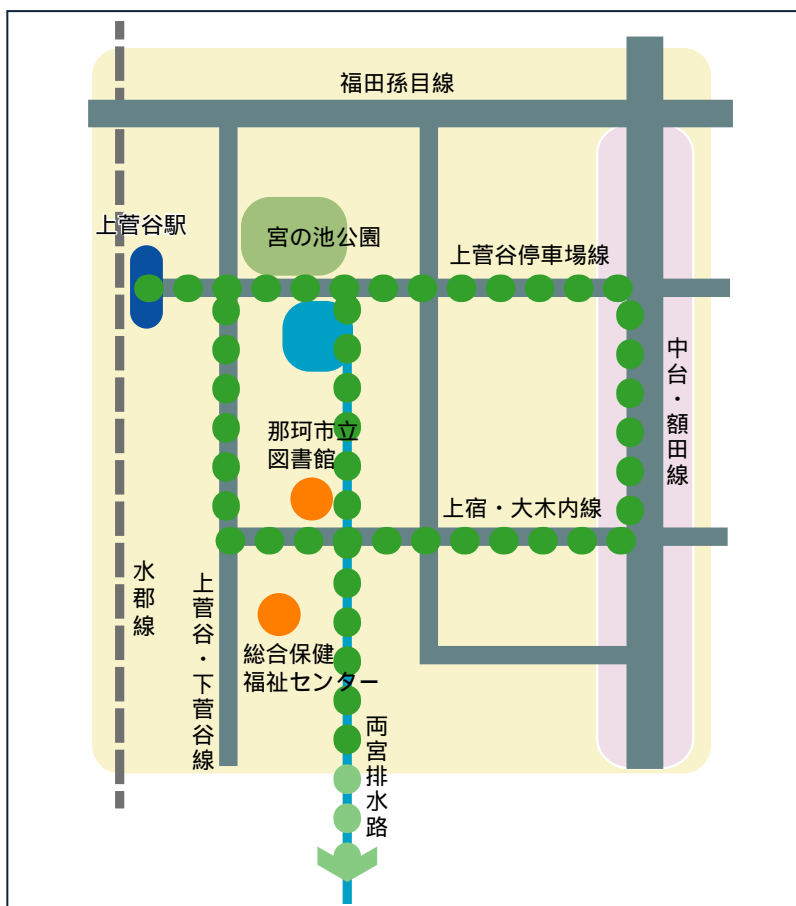 福田孫目線
上菅谷駅
宮の池公園
上菅谷停車場線
中台・額田線
那珂市立
図書館
上宿・大木内線
水郡線
上菅谷・下菅谷線
総合保健
福祉センター
両宮排水路